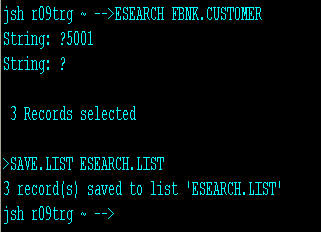 jsh r09trg ~ -->ESEARCH FBNK.CUSTOMER
String: ?5001
String: ?
3 Records selected
>SAVE.LIST ESEARCH.LIST
3 record(s) saved to list 'ESEARCH.LIST'
jsh r09trg ~ -->